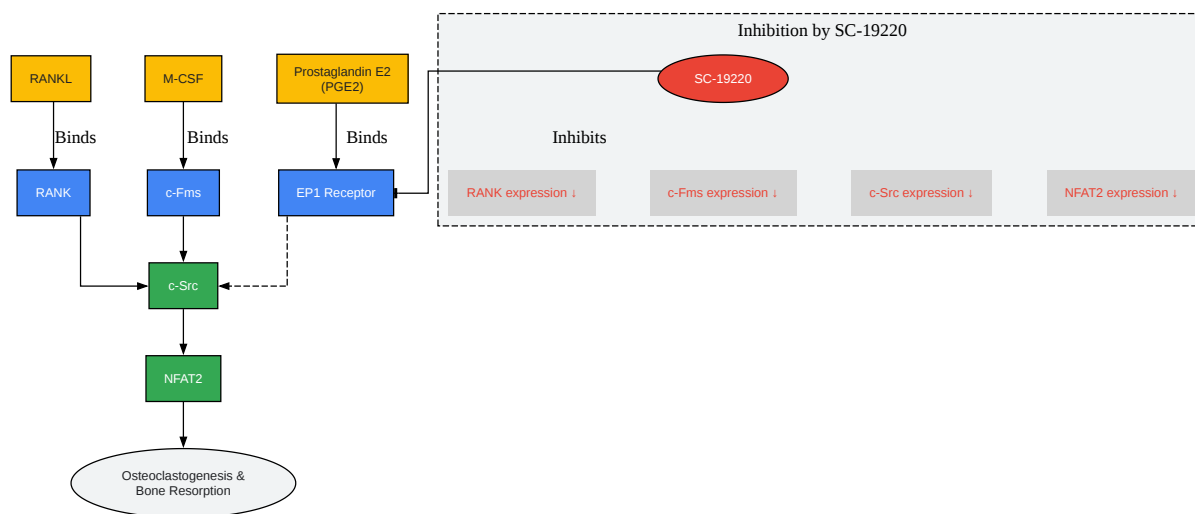 Inhibition by SC-19220
RANKL
M-CSF
Prostaglandin E2
(PGE2)
SC-19220
Binds
Binds
Binds
Inhibits
RANK
c-Fms
EP1 Receptor
RANK expression ↓
c-Fms expression ↓
c-Src expression ↓
NFAT2 expression ↓
c-Src
NFAT2
Osteoclastogenesis &
Bone Resorption